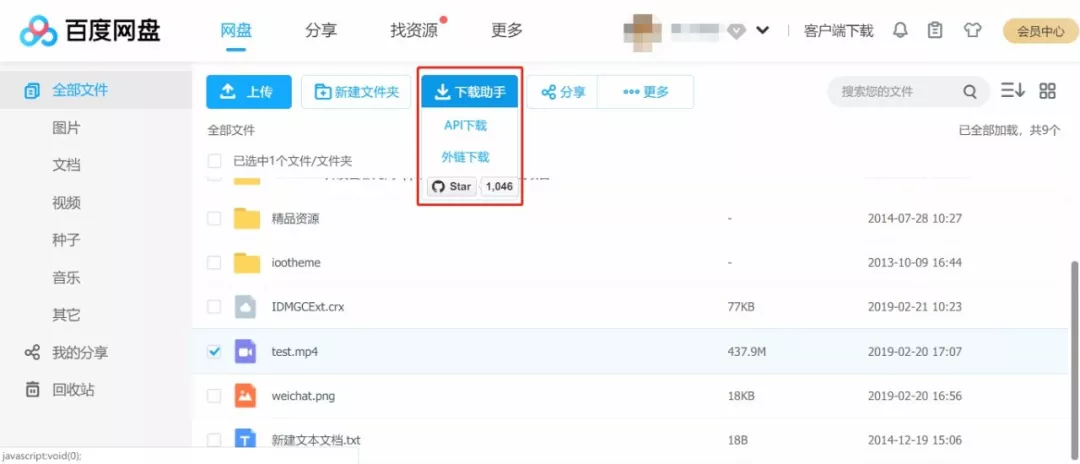 百度网盘 网盘 分享 找资源 更多 客户端下载 会员中心
全部文件
图片
文档
视频
种子
音乐
其它
我的分享
回收站
上传 新建文件夹 下载助手 分享 更多 搜索您的文件
API下载
外链下载
Star 1,046
全部文件 已全部加载，共9个
已选中1个文件/文件夹
精品资源 - 2014-07-28 10:27
iootheme - 2013-10-09 16:44
IDMGCExt.crx 77KB 2019-02-21 10:23
test.mp4 437.9M 2019-02-20 17:07
weichat.png 18KB 2019-02-20 16:56
新建文本文档.txt 18B 2014-12-19 15:06
javascript:void(0);